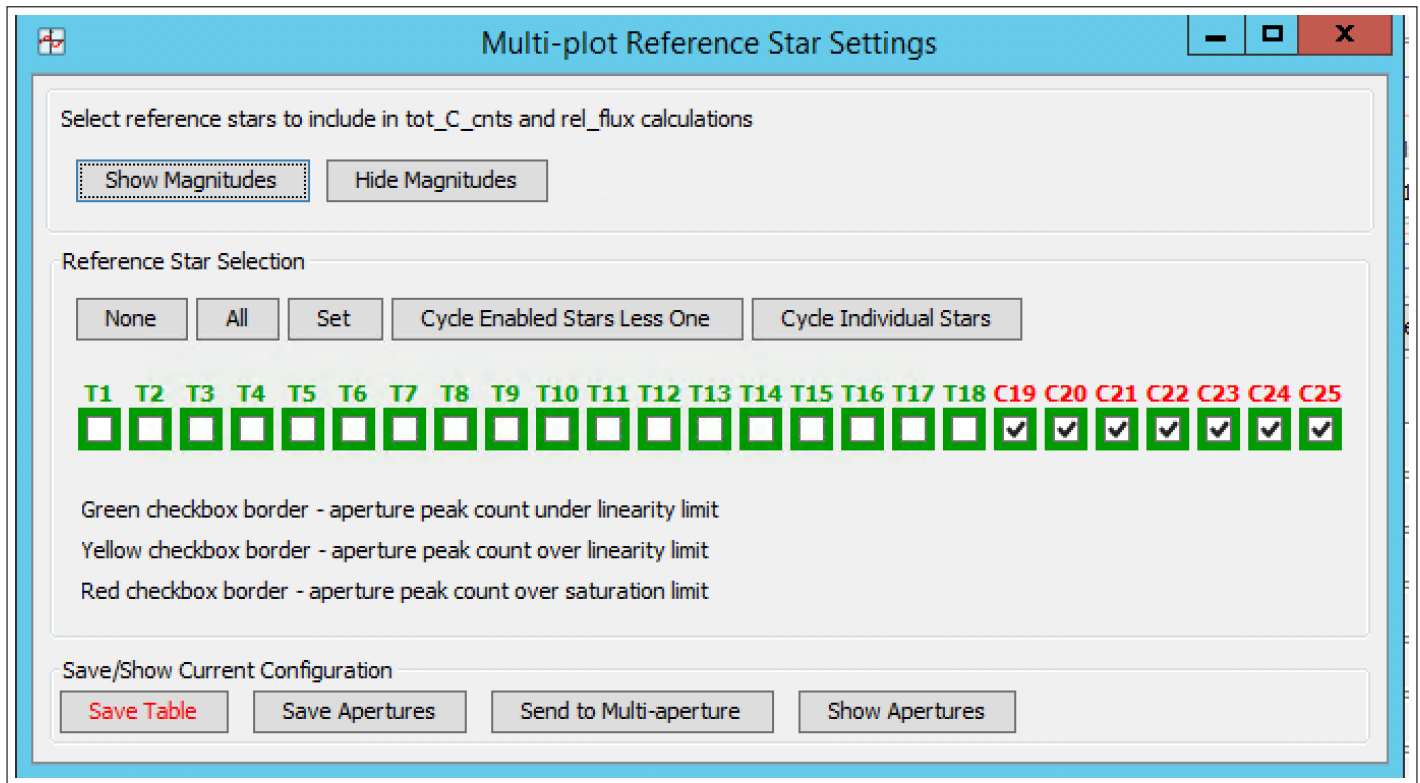 Multi-plot Reference Star Settings
Select reference stars to include in tot_C_cnts and rel_flux calculations
Show Magnitudes Hide Magnitudes
Reference Star Selection
None All Set Cycle Enabled Stars Less One Cycle Individual Stars
T1 T2 T3 T4 T5 T6 T7 T8 T9 T10 T11 T12 T13 T14 T15 T16 T17 T18 C19 C20 C21 C22 C23 C24 C25
Green checkbox border - aperture peak count under linearity limit
Yellow checkbox border - aperture peak count over linearity limit
Red checkbox border - aperture peak count over saturation limit
Save/Show Current Configuration
Save Table Save Apertures Send to Multi-aperture Show Apertures